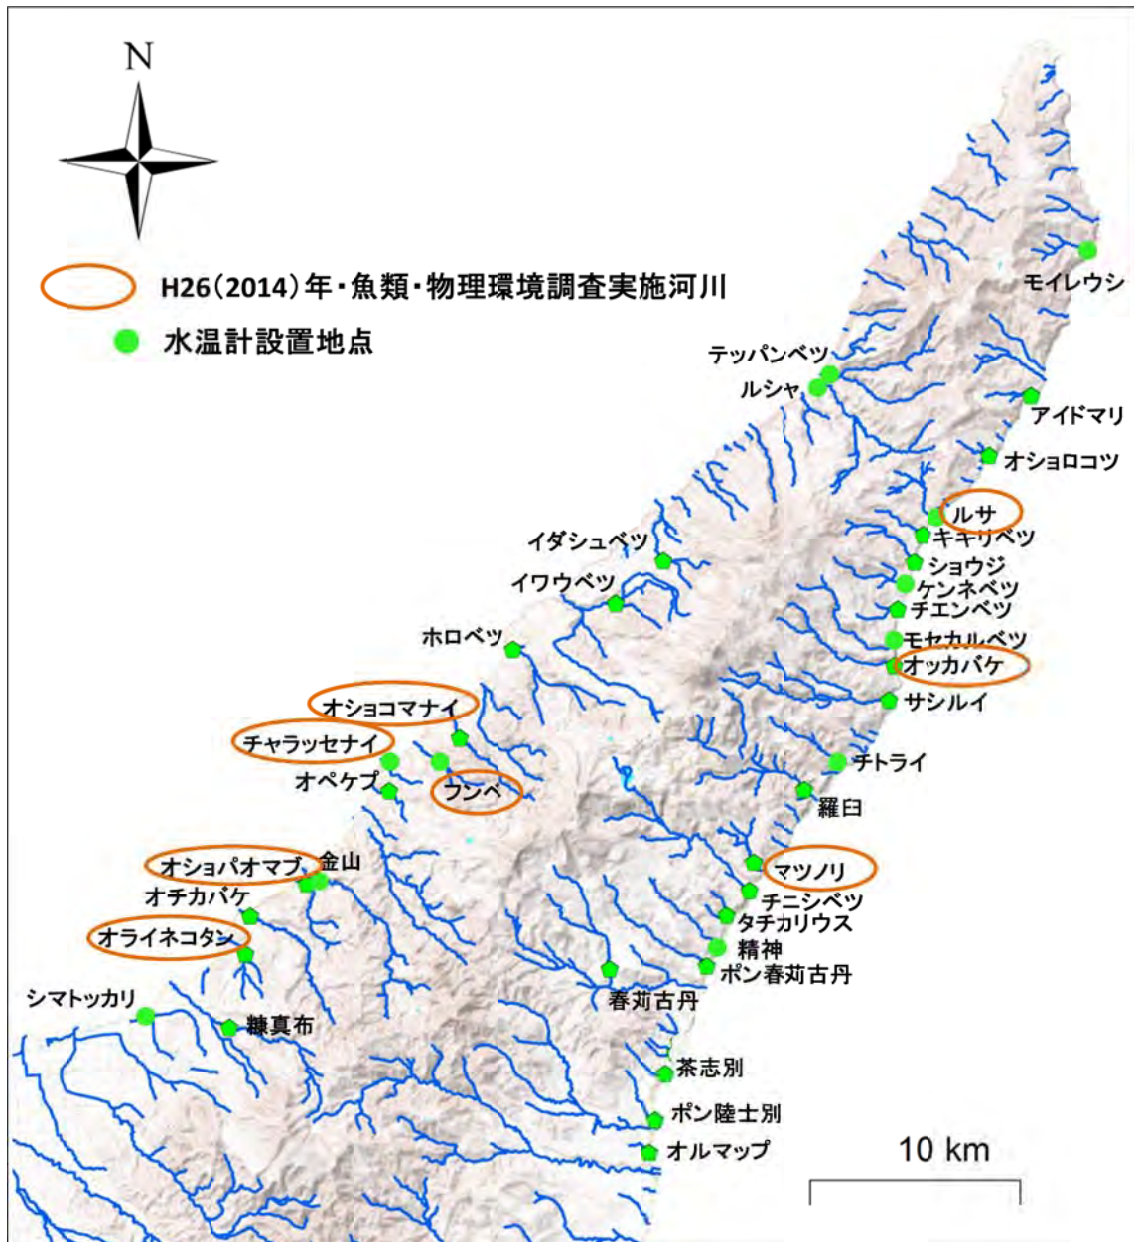 N
H26(2014)年・魚類・物理環境調査実施河川
水温計設置地点
モイレウシ
テッパンベツ
ルシャ
アイドマリ
オショロコツ
ルサ
キキリベツ
イダシュベツ
ショウジ
イワウベツ
ケンネベツ
チエンベツ
ホロベツ
モセカルベツ
オッカバケ
オショコマナイ
サシルイ
チャラッセナイ
オペケプ
チトライ
フンベ
羅臼
オショパオマブ
金山
マツノリ
オチカバケ
チニシベツ
タチカリウス
オライネコタン
精神
ポン春苅古丹
春苅古丹
シマトッカリ
糠真布
茶志別
ポン陸士別
オルマップ
10 km